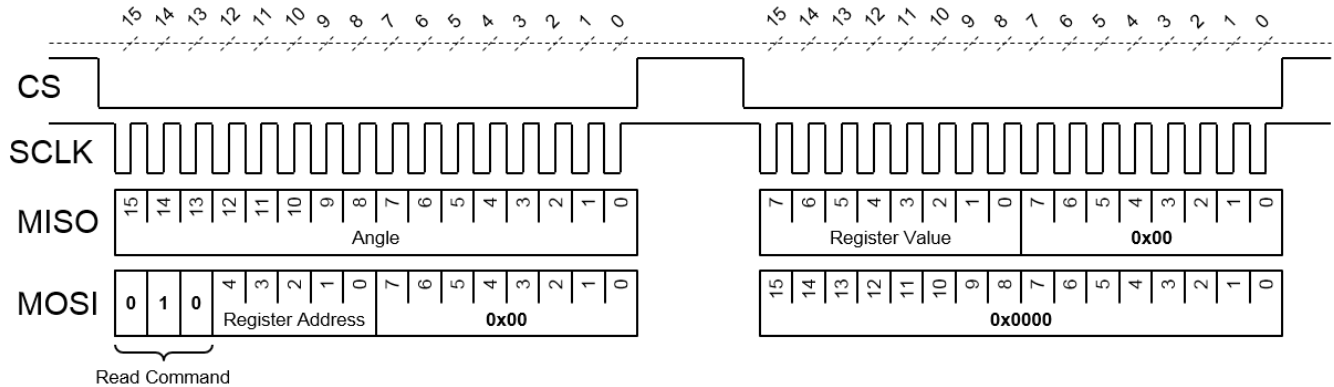 15 14 13 12 11 10 9 8 7 6 5 4 3 2 1 0 15 14 13 12 11 10 9 8 7 6 5 4 3 2 1 0
CS
SCLK
MISO 15 14 13 12 11 10 9 8 7 6 5 4 3 2 1 0 7 6 5 4 3 2 1 0 7 6 5 4 3 2 1 0
Angle Register Value 0x00
MOSI 0 1 0 4 3 2 1 0 7 6 5 4 3 2 1 0 15 14 13 12 11 10 9 8 7 6 5 4 3 2 1 0
Register Address 0x00 0x0000
Read Command